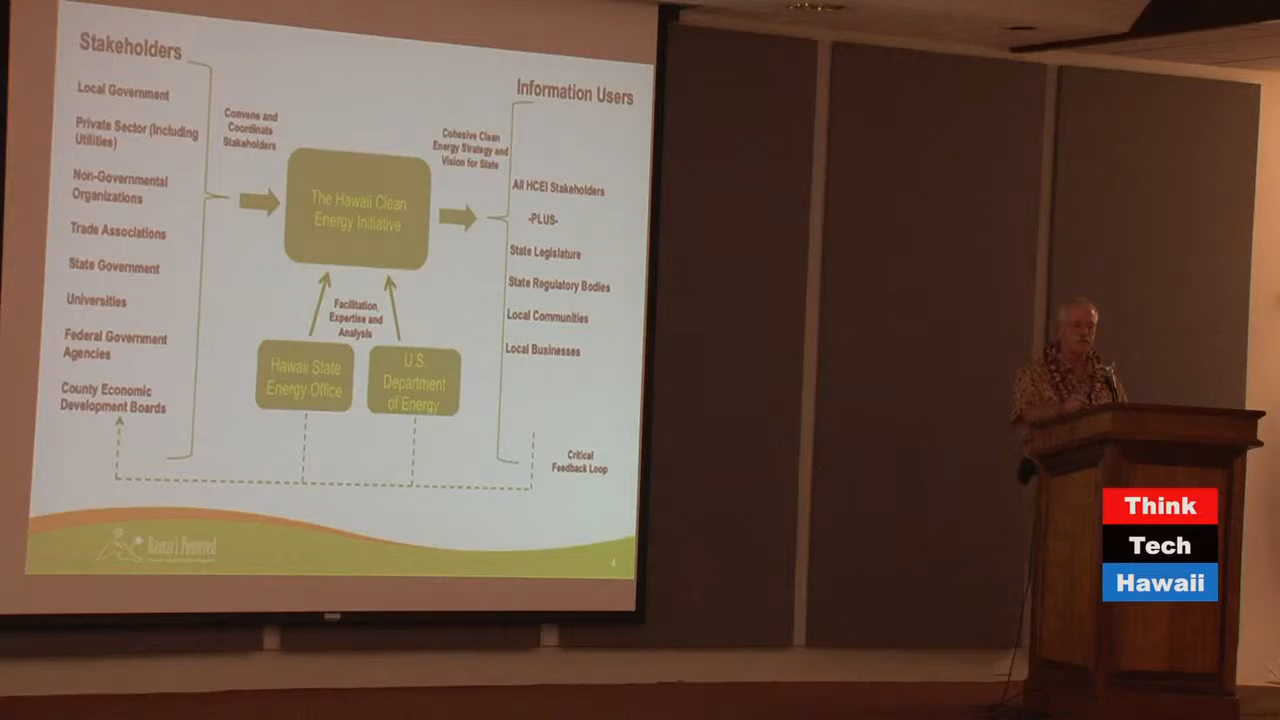 Stakeholders
Local Government
Private Sector (Including
Utilities)
Non-Governmental
Organizations
Trade Associations
State Government
Universities
Federal Government
Agencies
County Economic
Development Boards
Convene and
Coordinate
Stakeholders
The Hawaii Clean
Energy Initiative
Facilitation,
Expertise and
Analysis
Hawaii State
Energy Office
U.S.
Department
of Energy
Cohesive Clean
Energy Strategy and
Vision for State
Information Users
All HCEI Stakeholders
-PLUS-
State Legislature
State Regulatory Bodies
Local Communities
Local Businesses
Critical
Feedback Loop
Powered
4
Think
Tech
Hawaii